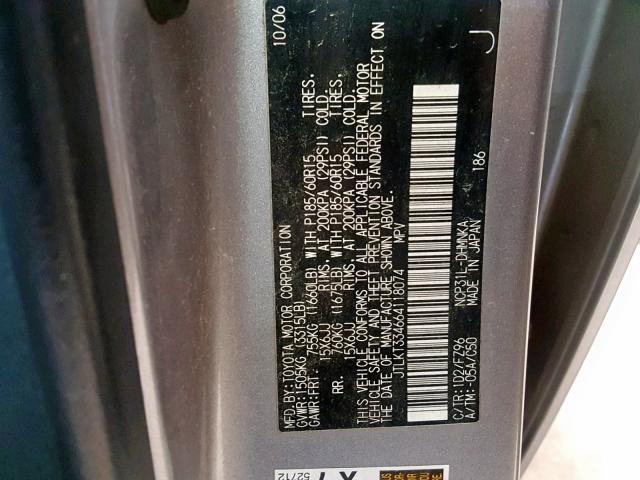 MFD.BY:TOYOTA MOTOR CORPORATION 10/06
GVWR:1505KG (3315LB)
GAWR:FRT. 755KG (1660LB) WITH P185/60R15 TIRES.
15X6JJ RIMS. AT 200KPA (29PSI) COLD.
RR. 760KG (1675LB) WITH P185/60R15 TIRES.
15X6JJ RIMS. AT 200KPA (29PSI) COLD.
THIS VEHICLE CONFORMS TO ALL APPLICABLE FEDERAL MOTOR
VEHICLE SAFETY AND THEFT PREVENTION STANDARDS IN EFFECT ON
THE DATE OF MANUFACTURE SHOWN ABOVE.
JTLKT334664118074 MPV
C/TR:1D2/FZ96 NCP31L-DHMNKA 186
A/TM:-05A/C50 MADE IN JAPAN J
52/12